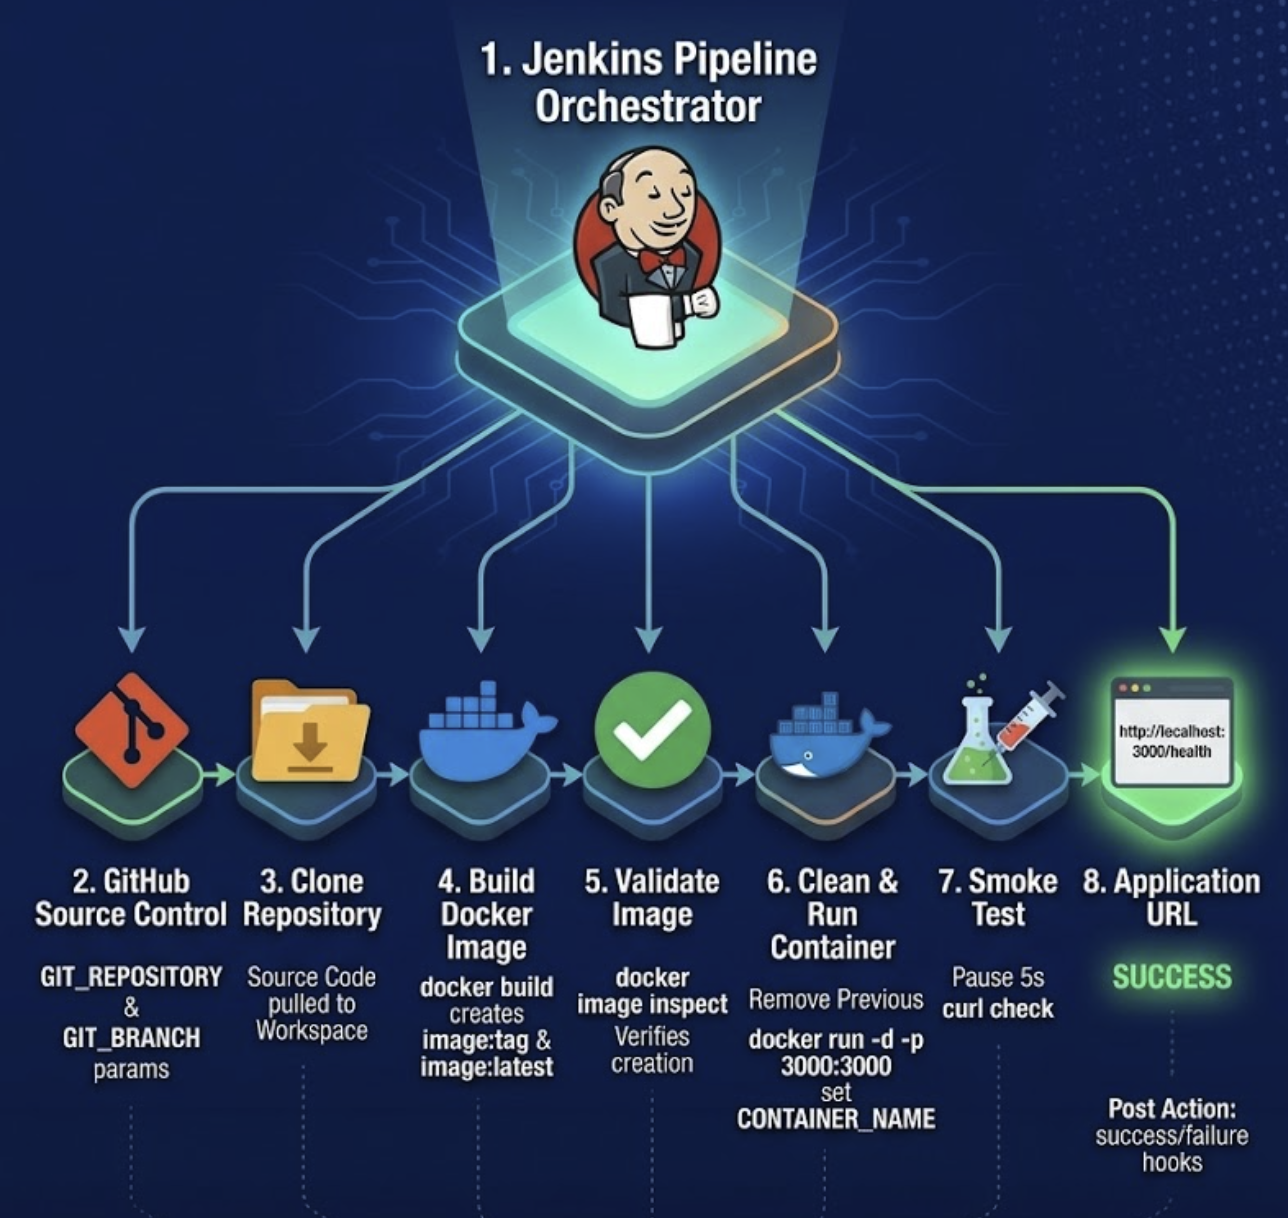 1. Jenkins Pipeline
Orchestrator
http://localhost:
3000/health
2. GitHub
Source Control
GIT_REPOSITORY
&
GIT_BRANCH
params
3. Clone
Repository
Source Code
pulled to
Workspace
4. Build
Docker
Image
docker build
creates
image:tag &
image:latest
5. Validate
Image
docker
image inspect
Verifies
creation
6. Clean &
Run
Container
Remove Previous
docker run -d -p
3000:3000
set
CONTAINER_NAME
7. Smoke
Test
Pause 5s
curl check
8. Application
URL
SUCCESS
Post Action:
success/failure
hooks